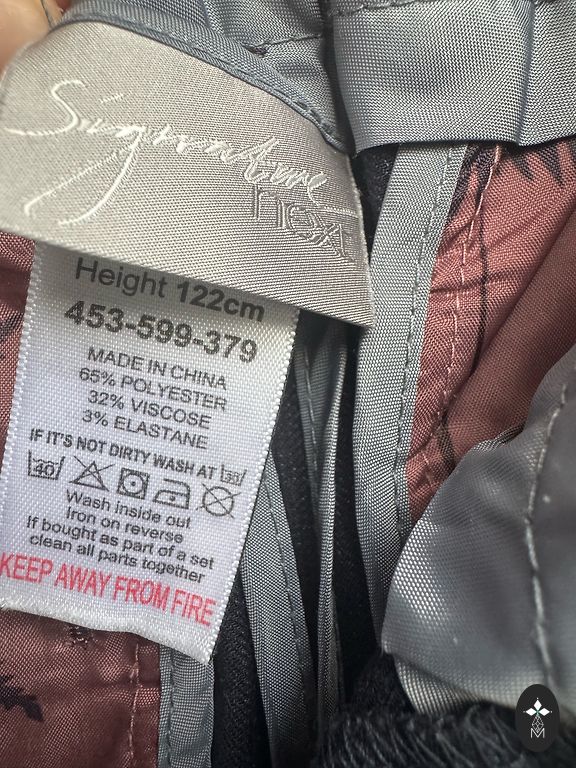 Signature
next
Height 122cm
453-599-379
MADE IN CHINA
65% POLYESTER
32% VISCOSE
3% ELASTANE
IF IT'S NOT DIRTY WASH AT 30
40
Wash inside out
Iron on reverse
If bought as part of a set
clean all parts together
KEEP AWAY FROM FIRE
M